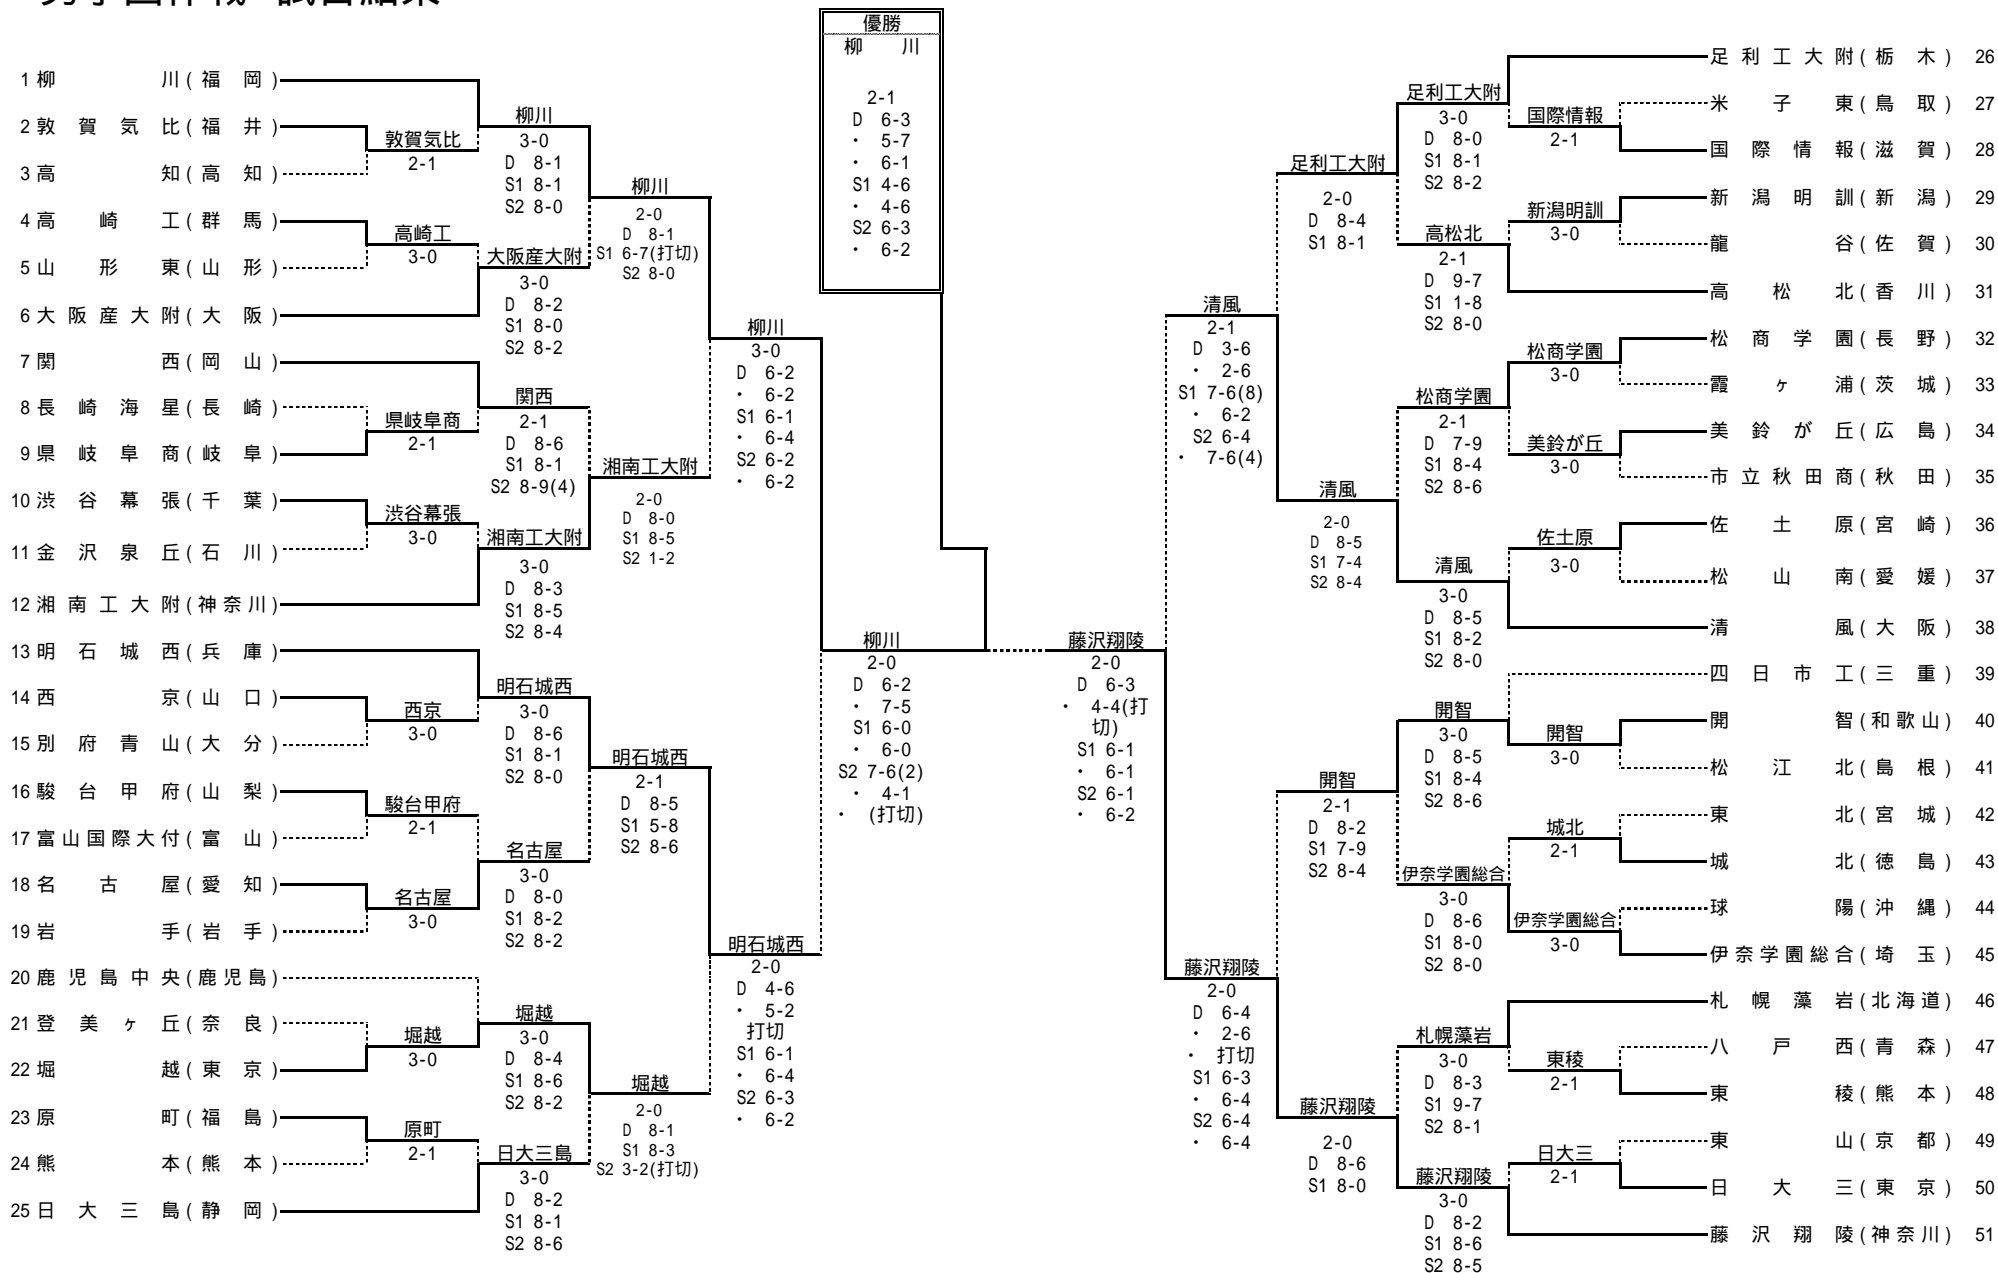 優勝
柳 川
2-1
D 6-3
・ 5-7
・ 6-1
S1 4-6
・ 4-6
S2 6-3
・ 6-2
1 柳 川 ( 福 岡 )
2 敦 賀 気 比 ( 福 井 )
3 高 知 ( 高 知 )
4 高 崎 工 ( 群 馬 )
5 山 形 東 ( 山 形 )
6 大 阪 産 大 附 ( 大 阪 )
7 関 西 ( 岡 山 )
8 長 崎 海 星 ( 長 崎 )
9 県 岐 阜 商 ( 岐 阜 )
10 渋 谷 幕 張 ( 千 葉 )
11 金 沢 泉 丘 ( 石 川 )
12 湘 南 工 大 附 ( 神 奈 川 )
13 明 石 城 西 ( 兵 庫 )
14 西 京 ( 山 口 )
15 別 府 青 山 ( 大 分 )
16 駿 台 甲 府 ( 山 梨 )
17 富 山 国 際 大 付 ( 富 山 )
18 名 古 屋 ( 愛 知 )
19 岩 手 ( 岩 手 )
20 鹿 児 島 中 央 ( 鹿 児 島 )
21 登 美 ヶ 丘 ( 奈 良 )
22 堀 越 ( 東 京 )
23 原 町 ( 福 島 )
24 熊 本 ( 熊 本 )
25 日 大 三 島 ( 静 岡 )
敦賀気比
2-1
高崎工
3-0
県岐阜商
2-1
渋谷幕張
3-0
西京
3-0
駿台甲府
2-1
名古屋
3-0
堀越
3-0
原町
2-1
柳川
3-0
D 8-1
S1 8-1
S2 8-0
大阪産大附
3-0
D 8-2
S1 8-0
S2 8-2
関西
2-1
D 8-6
S1 8-1
S2 8-9(4)
湘南工大附
3-0
D 8-3
S1 8-5
S2 8-4
明石城西
3-0
D 8-6
S1 8-1
S2 8-0
名古屋
3-0
D 8-0
S1 8-2
S2 8-2
堀越
3-0
D 8-4
S1 8-6
S2 8-2
日大三島
3-0
D 8-2
S1 8-1
S2 8-6
柳川
2-0
D 8-1
S1 6-7(打切)
S2 8-0
湘南工大附
2-0
D 8-0
S1 8-5
S2 1-2
明石城西
2-1
D 8-5
S1 5-8
S2 8-6
堀越
2-0
D 8-1
S1 8-3
S2 3-2(打切)
柳川
3-0
D 6-2
・ 6-2
S1 6-1
・ 6-4
S2 6-2
・ 6-2
明石城西
2-0
D 4-6
・ 5-2
打切
S1 6-1
・ 6-4
S2 6-3
・ 6-2
柳川
2-0
D 6-2
・ 7-5
S1 6-0
・ 6-0
S2 7-6(2)
・ 4-1
・ (打切)
藤沢翔陵
2-0
D 6-3
・ 4-4(打
切)
S1 6-1
・ 6-1
S2 6-1
・ 6-2
清風
2-1
D 3-6
・ 2-6
S1 7-6(8)
・ 6-2
S2 6-4
・ 7-6(4)
藤沢翔陵
2-0
D 6-4
・ 2-6
・ 打切
S1 6-3
・ 6-4
S2 6-4
・ 6-4
足利工大附
2-0
D 8-4
S1 8-1
清風
2-0
D 8-5
S1 7-4
S2 8-4
開智
2-1
D 8-2
S1 7-9
S2 8-4
藤沢翔陵
2-0
D 8-6
S1 8-0
足利工大附
3-0
D 8-0
S1 8-1
S2 8-2
高松北
2-1
D 9-7
S1 1-8
S2 8-0
松商学園
2-1
D 7-9
S1 8-4
S2 8-6
清風
3-0
D 8-5
S1 8-2
S2 8-0
開智
3-0
D 8-5
S1 8-4
S2 8-6
伊奈学園総合
3-0
D 8-6
S1 8-0
S2 8-0
札幌藻岩
3-0
D 8-3
S1 9-7
S2 8-1
藤沢翔陵
3-0
D 8-2
S1 8-6
S2 8-5
国際情報
2-1
新潟明訓
3-0
松商学園
3-0
美鈴が丘
3-0
佐土原
3-0
開智
3-0
城北
2-1
伊奈学園総合
3-0
東稜
2-1
日大三
2-1
足 利 工 大 附 ( 栃 木 ) 26
米 子 東 ( 鳥 取 ) 27
国 際 情 報 ( 滋 賀 ) 28
新 潟 明 訓 ( 新 潟 ) 29
龍 谷 ( 佐 賀 ) 30
高 松 北 ( 香 川 ) 31
松 商 学 園 ( 長 野 ) 32
霞 ヶ 浦 ( 茨 城 ) 33
美 鈴 が 丘 ( 広 島 ) 34
市 立 秋 田 商 ( 秋 田 ) 35
佐 土 原 ( 宮 崎 ) 36
松 山 南 ( 愛 媛 ) 37
清 風 ( 大 阪 ) 38
四 日 市 工 ( 三 重 ) 39
開 智 ( 和 歌 山 ) 40
松 江 北 ( 島 根 ) 41
東 北 ( 宮 城 ) 42
城 北 ( 徳 島 ) 43
球 陽 ( 沖 縄 ) 44
伊 奈 学 園 総 合 ( 埼 玉 ) 45
札 幌 藻 岩 ( 北 海 道 ) 46
八 戸 西 ( 青 森 ) 47
東 稜 ( 熊 本 ) 48
東 山 ( 京 都 ) 49
日 大 三 ( 東 京 ) 50
藤 沢 翔 陵 ( 神 奈 川 ) 51